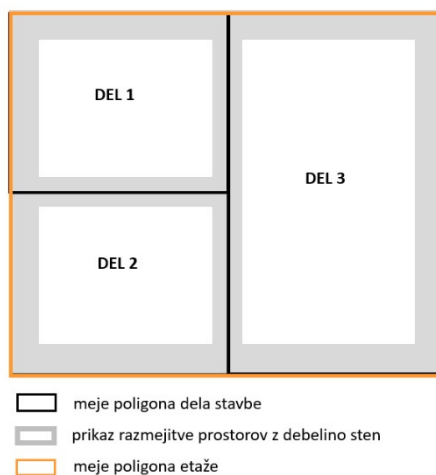 DEL 1
DEL 3
DEL 2
meje poligona dela stavbe
prikaz razmejitve prostorov z debelino sten
meje poligona etaže